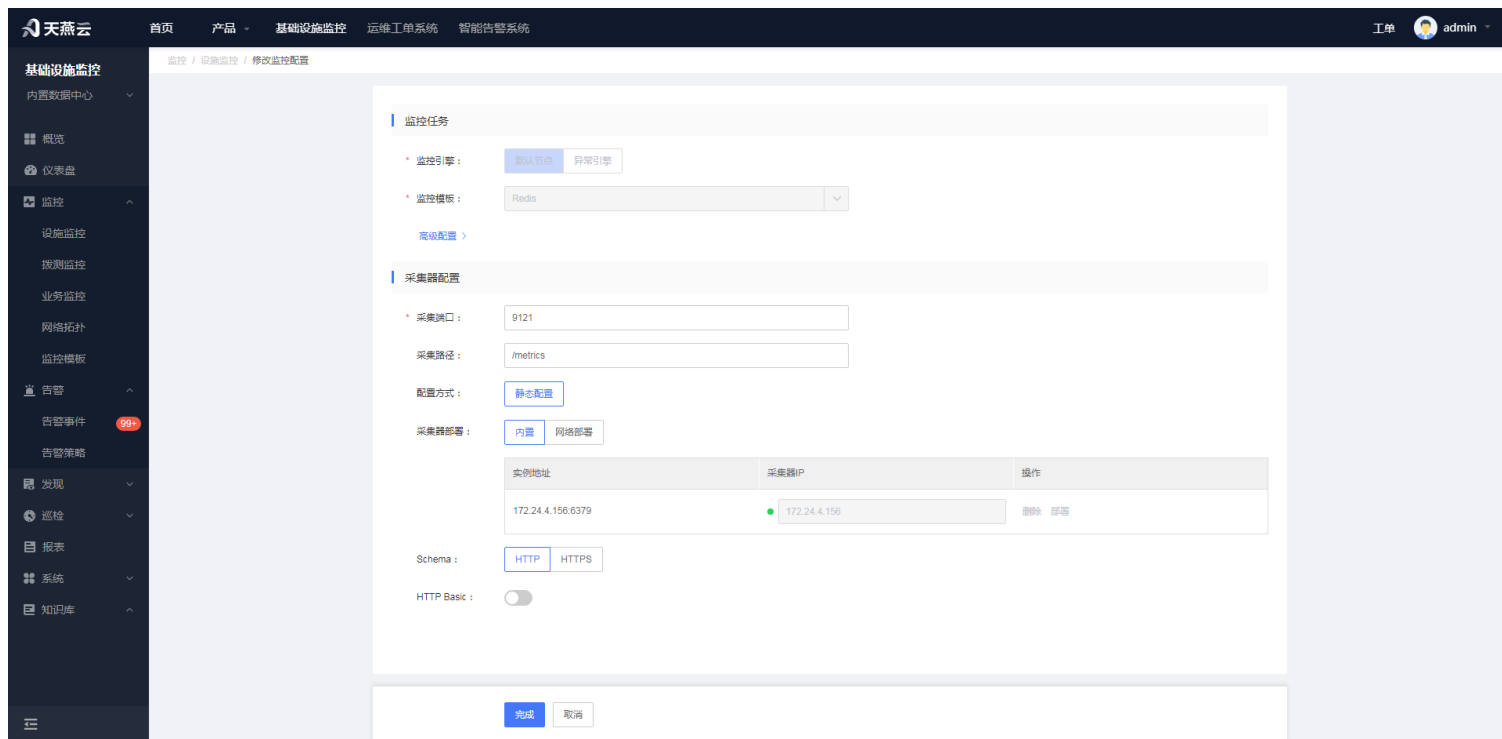 天燕云 首页 产品 基础设施监控 运维工单系统 智能告警系统 工单 admin
基础设施监控
内置数据中心
概览
仪表盘
监控
设施监控
拨测监控
业务监控
网络拓扑
监控模板
告警
告警事件 99+
告警策略
发现
巡检
报表
系统
知识库
监控 / 设施监控 / 修改监控配置
监控任务
* 监控引擎： 默认节点 异常引擎
* 监控模板： Redis
高级配置 >
采集器配置
* 采集端口： 9121
采集路径： /metrics
配置方式： 静态配置
采集器部署： 内置 网络部署
实例地址 采集器IP 操作
172.24.4.156:6379 172.24.4.156 删除 部署
Schema： HTTP HTTPS
HTTP Basic：
完成 取消